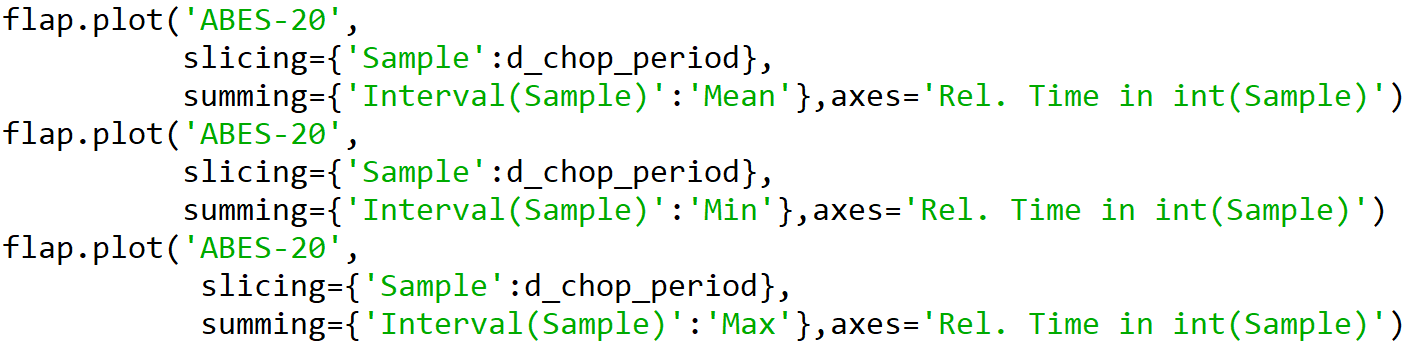 flap.plot('ABES-20',
          slicing={'Sample':d_chop_period},
          summing={'Interval(Sample)':'Mean'},axes='Rel. Time in int(Sample)')
flap.plot('ABES-20',
          slicing={'Sample':d_chop_period},
          summing={'Interval(Sample)':'Min'},axes='Rel. Time in int(Sample)')
flap.plot('ABES-20',
           slicing={'Sample':d_chop_period},
           summing={'Interval(Sample)':'Max'},axes='Rel. Time in int(Sample)')